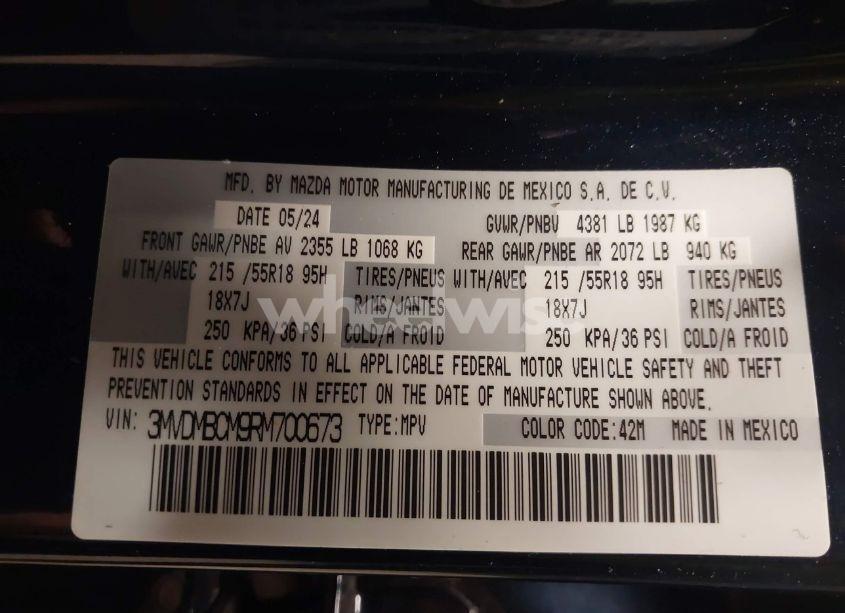 MFD. BY MAZDA MOTOR MANUFACTURING DE MEXICO S.A. DE C.V.
DATE 05/24 GVWR/PNBV 4381 LB 1987 KG
FRONT GAWR/PNBE AV 2355 LB 1068 KG REAR GAWR/PNBE AR 2072 LB 940 KG
WITH/AVEC 215 /55R18 95H TIRES/PNEUS WITH/AVEC 215 /55R18 95H TIRES/PNEUS
18X7J RIMS/JANTES 18X7J RIMS/JANTES
wheelwise
250 KPA/36 PSI COLD/A FROID 250 KPA/36 PSI COLD/A FROID
THIS VEHICLE CONFORMS TO ALL APPLICABLE FEDERAL MOTOR VEHICLE SAFETY AND THEFT
PREVENTION STANDARDS IN EFFECT ON THE DATE OF MANUFACTURE SHOWN ABOVE.
VIN: 3MVDMBCM9RM700673 TYPE:MPV COLOR CODE:42M MADE IN MEXICO